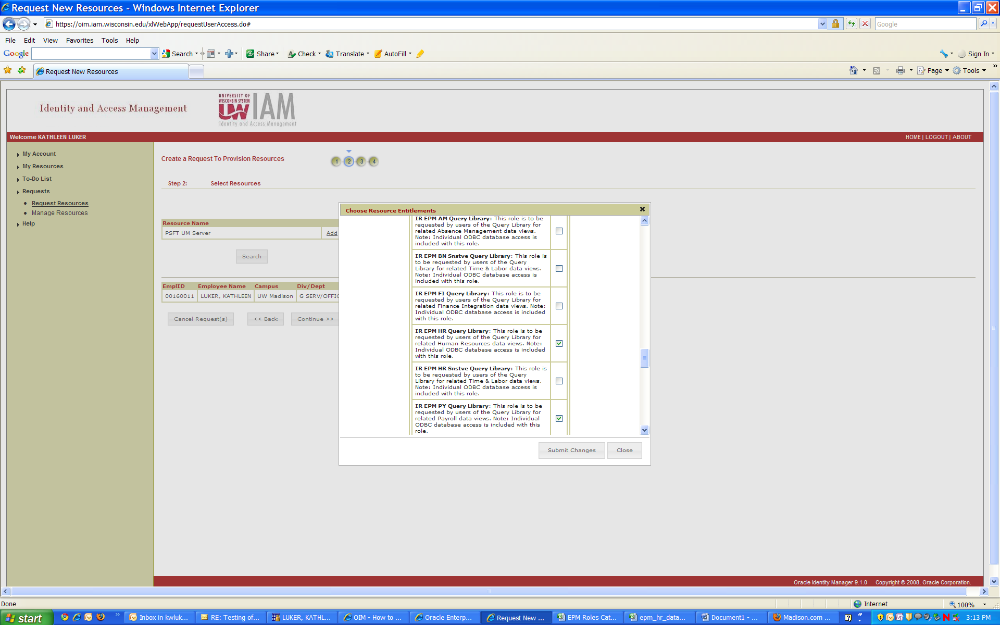 Request New Resources - Windows Internet Explorer
https://oim.iam.wisconsin.edu/xlWebApp/requestUserAccess.do#
Google
File Edit View Favorites Tools Help
Google
Search
Share
Check
Translate
AutoFill
Sign In
Request New Resources
Page
Tools
Identity and Access Management
UNIVERSITY OF
WISCONSIN SYSTEM
UW IAM
Identity and Access Management
Welcome KATHLEEN LUKER
HOME | LOGOUT | ABOUT
My Account
My Resources
To-Do List
Requests
Request Resources
Manage Resources
Help
Create a Request To Provision Resources
1 2 3 4
Step 2: Select Resources
Resource Name
PSFT UM Server
Add
Search
EmplID Employee Name Campus Div/Dept
00160011 LUKER, KATHLEEN UW Madison G SERV/OFFIC
Cancel Request(s)
<< Back
Continue >>
Choose Resource Entitlements
IR EPM AM Query Library: This role is to be
requested by users of the Query Library for
related Absence Management data views.
Note: Individual ODBC database access is
included with this role.
IR EPM BN Snstve Query Library: This role is
to be requested by users of the Query
Library for related Time & Labor data views.
Note: Individual ODBC database access is
included with this role.
IR EPM FI Query Library: This role is to be
requested by users of the Query Library for
related Finance Integration data views. Note:
Individual ODBC database access is included
with this role.
IR EPM HR Query Library: This role is to be
requested by users of the Query Library for
related Human Resources data views. Note:
Individual ODBC database access is included
with this role.
IR EPM HR Snstve Query Library: This role is
to be requested by users of the Query
Library for related Time & Labor data views.
Note: Individual ODBC database access is
included with this role.
IR EPM PY Query Library: This role is to be
requested by users of the Query Library for
related Payroll data views. Note: Individual
ODBC database access is included with this
role.
Submit Changes
Close
Oracle Identity Manager 9.1.0 Copyright © 2008, Oracle Corporation.
Done
Internet
100%
start
Inbox in kwluk...
RE: Testing of...
LUKER, KATHL...
OIM - How to ...
Oracle Enterp...
Request New ...
EPM Roles Cat...
epm_hr_data...
Document1 - ...
Madison.com ...
3:13 PM